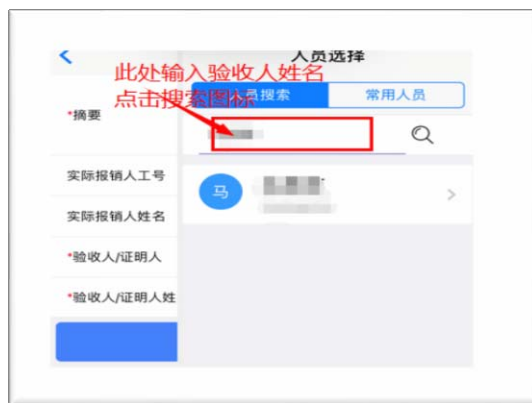 人员选择
此处输入验收人姓名
点击搜索图标
人员搜索
常用人员
*摘要
马
实际报销人工号
实际报销人姓名
*验收人/证明人
*验收人/证明人姓